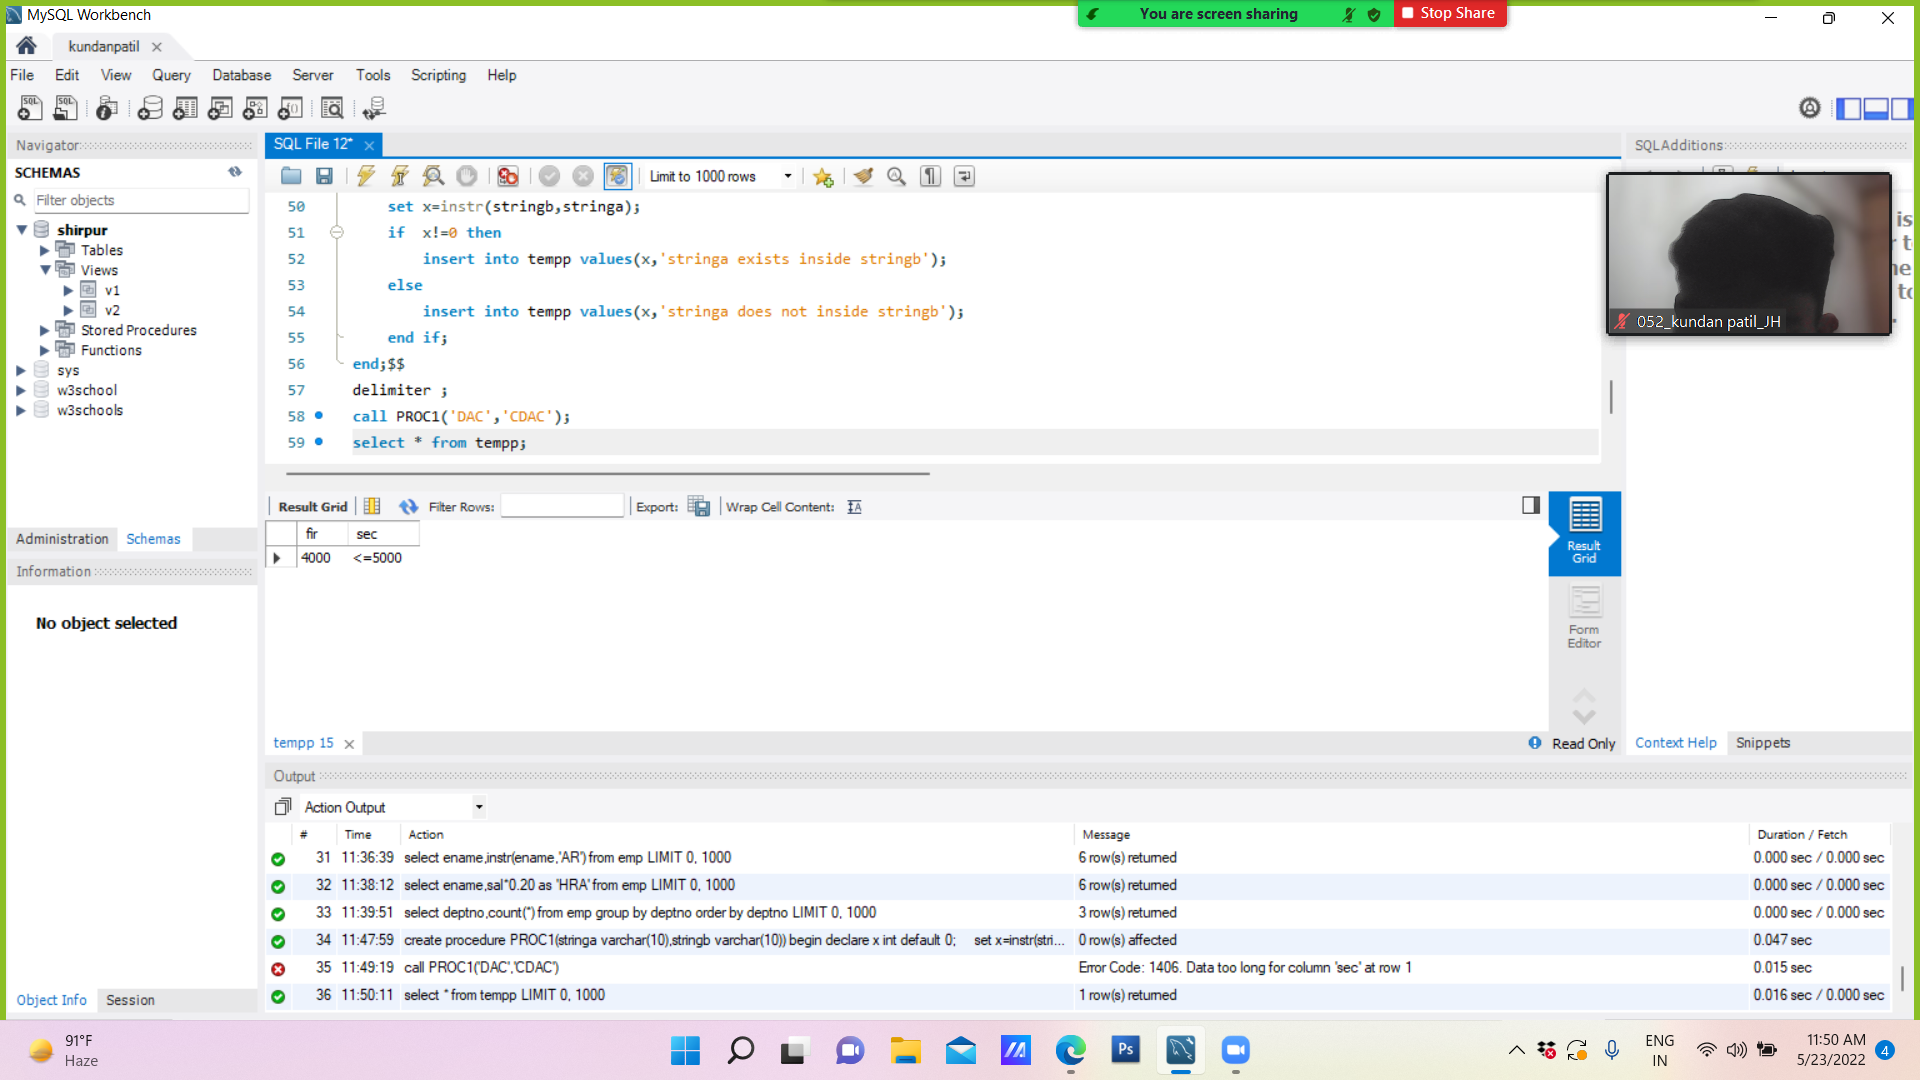 MySQL Workbench
You are screen sharing
Stop Share
kundanpatil
File Edit View Query Database Server Tools Scripting Help
Navigator
SCHEMAS
Filter objects
shirpur
Tables
Views
v1
v2
Stored Procedures
Functions
sys
w3school
w3schools
Administration Schemas
Information
No object selected
Object Info Session
SQL File 12*
Limit to 1000 rows
50 set x=instr(stringb,stringa);
51 if x!=0 then
52 insert into tempp values(x,'stringa exists inside stringb');
53 else
54 insert into tempp values(x,'stringa does not inside stringb');
55 end if;
56 end;$$
57 delimiter ;
58 call PROC1('DAC','CDAC');
59 select * from tempp;
Result Grid Filter Rows: Export: Wrap Cell Content:
fir sec
4000 <=5000
Result Grid
Form Editor
tempp 15
Read Only
SQLAdditions
052_kundan patil_JH
Context Help Snippets
Output
Action Output
# Time Action Message Duration / Fetch
31 11:36:39 select ename,instr(ename,'AR') from emp LIMIT 0, 1000 6 row(s) returned 0.000 sec / 0.000 sec
32 11:38:12 select ename,sal*0.20 as 'HRA' from emp LIMIT 0, 1000 6 row(s) returned 0.000 sec / 0.000 sec
33 11:39:51 select deptno,count(*) from emp group by deptno order by deptno LIMIT 0, 1000 3 row(s) returned 0.000 sec / 0.000 sec
34 11:47:59 create procedure PROC1(stringa varchar(10),stringb varchar(10)) begin declare x int default 0; set x=instr(stri... 0 row(s) affected 0.047 sec
35 11:49:19 call PROC1('DAC','CDAC') Error Code: 1406. Data too long for column 'sec' at row 1 0.015 sec
36 11:50:11 select * from tempp LIMIT 0, 1000 1 row(s) returned 0.016 sec / 0.000 sec
91°F
Haze
Ps
ENG
IN
11:50 AM
5/23/2022
4